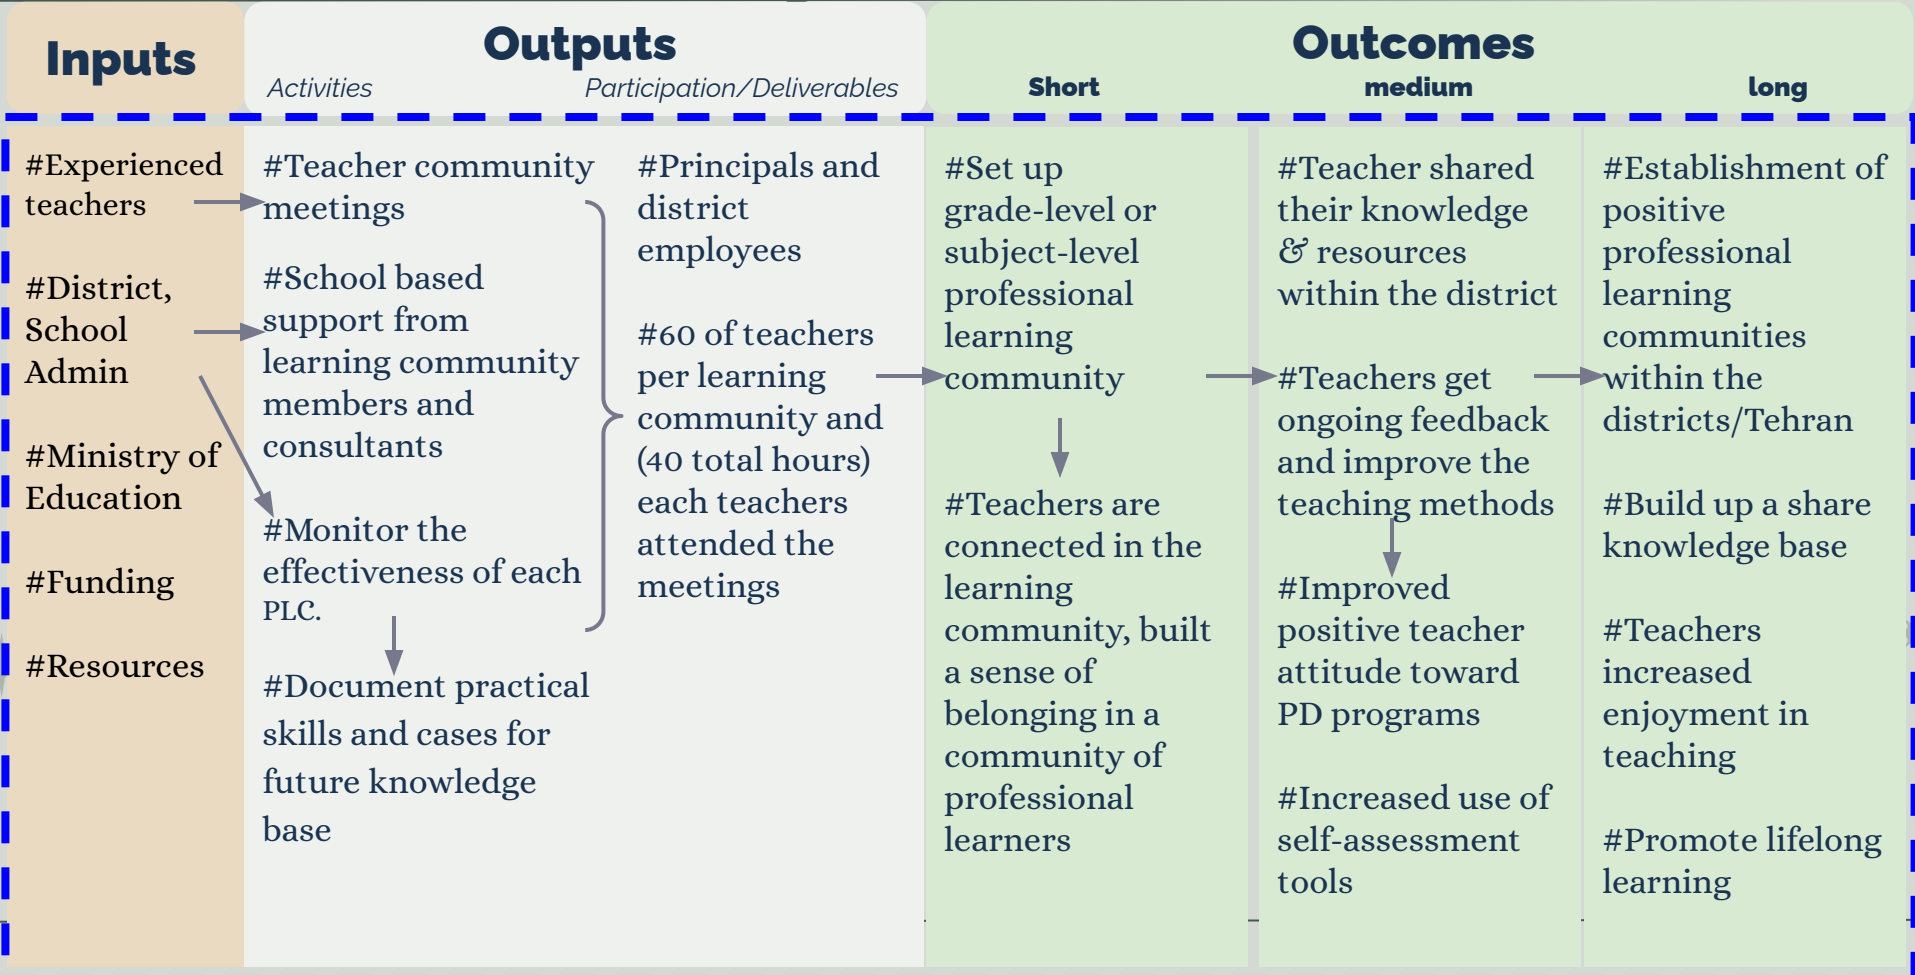 Inputs
Outputs
Activities
Participation/Deliverables
Outcomes
Short
medium
long
#Experienced
teachers
#District,
School
Admin
#Ministry of
Education
#Funding
#Resources
#Teacher community
meetings
#School based
support from
learning community
members and
consultants
#Monitor the
effectiveness of each
PLC.
#Document practical
skills and cases for
future knowledge
base
#Principals and
district
employees
#60 of teachers
per learning
community and
(40 total hours)
each teachers
attended the
meetings
#Set up
grade-level or
subject-level
professional
learning
community
#Teachers are
connected in the
learning
community, built
a sense of
belonging in a
community of
professional
learners
#Teacher shared
their knowledge
& resources
within the district
#Teachers get
ongoing feedback
and improve the
teaching methods
#Improved
positive teacher
attitude toward
PD programs
#Increased use of
self-assessment
tools
#Establishment of
positive
professional
learning
communities
within the
districts/Tehran
#Build up a share
knowledge base
#Teachers
increased
enjoyment in
teaching
#Promote lifelong
learning